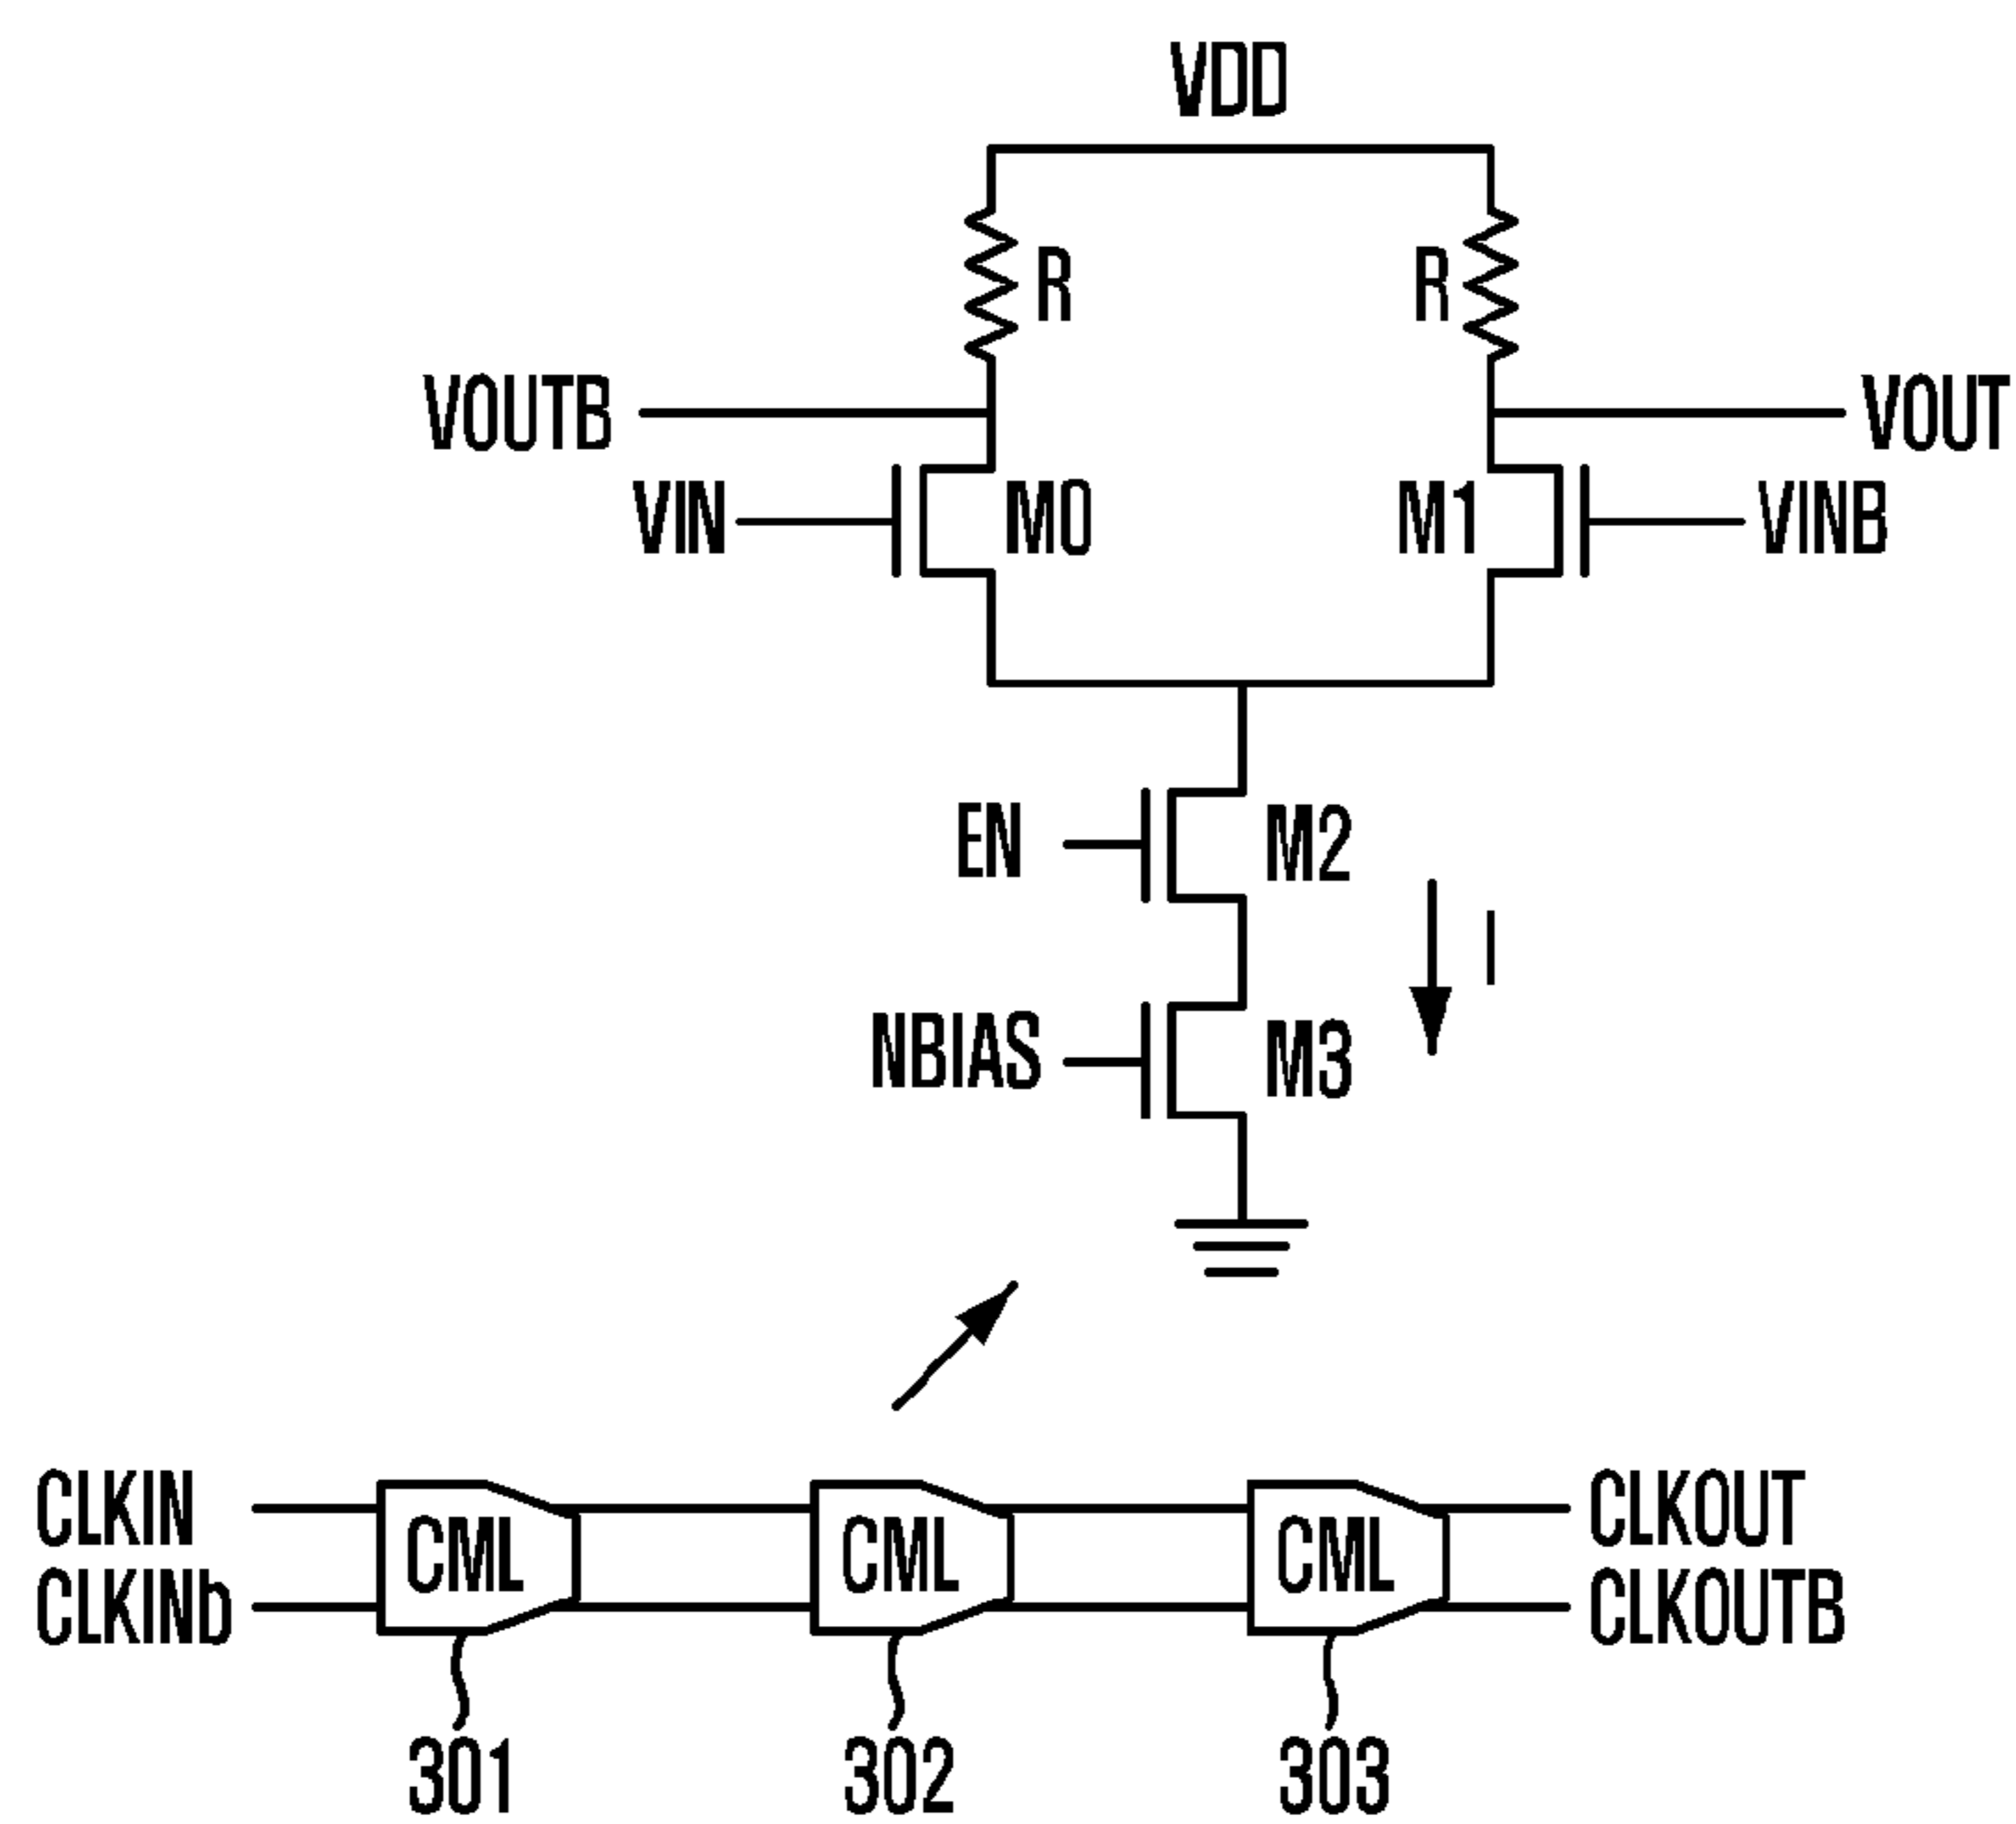 VDD
R R
VOUTB VOUT
VIN M0 M1 VINB
EN M2
I
NBIAS M3
CLKIN CML CML CML CLKOUT
CLKINb CLKOUTB
301 302 303